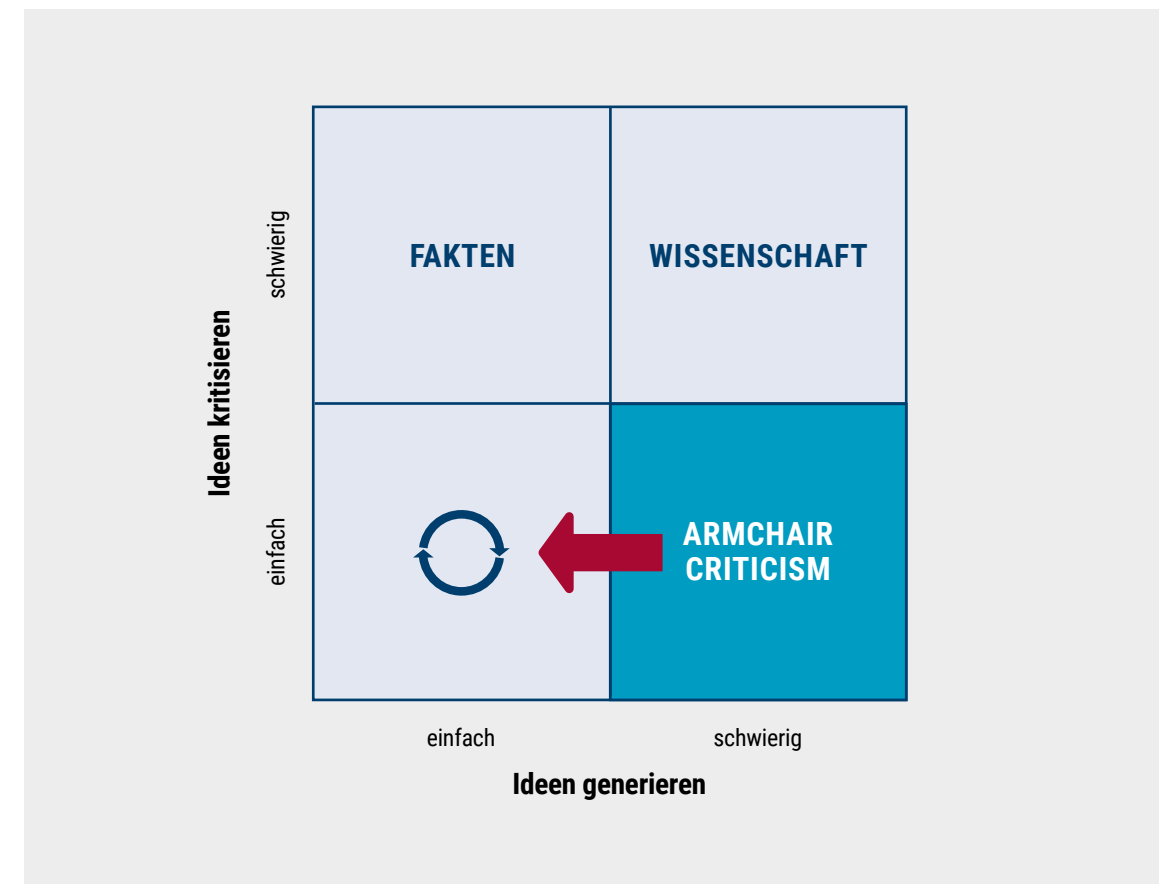 FAKTEN
WISSENSCHAFT
schwierig
Ideen kritisieren
einfach
ARMCHAIR
CRITICISM
einfach
schwierig
Ideen generieren